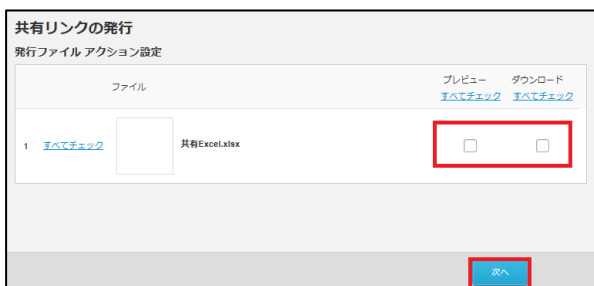 共有リンクの発行
発行ファイル アクション設定
ファイル
プレビュー ダウンロード
すべてチェック すべてチェック
1 すべてチェック 共有Excel.xlsx
次へ